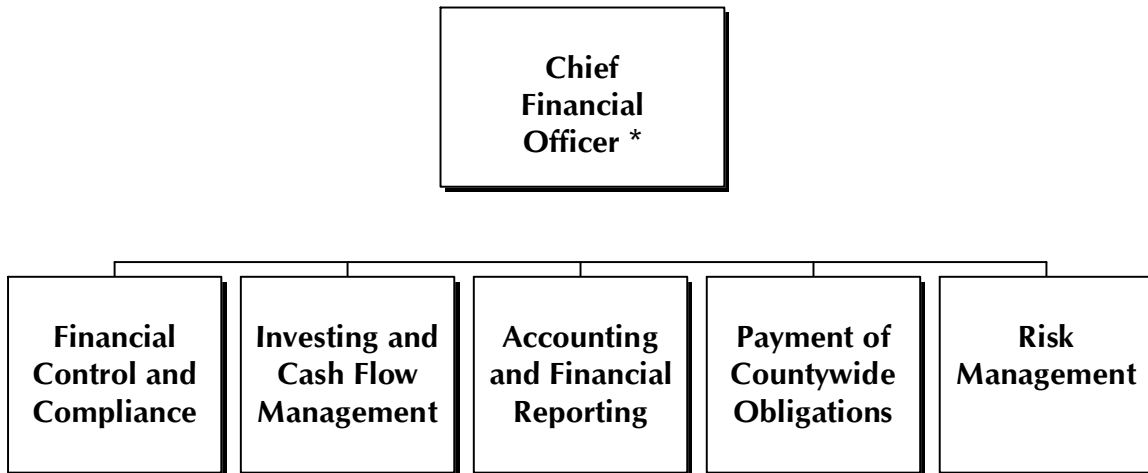 Chief
Financial
Officer *
Financial
Control and
Compliance
Investing and
Cash Flow
Management
Accounting
and Financial
Reporting
Payment of
Countywide
Obligations
Risk
Management